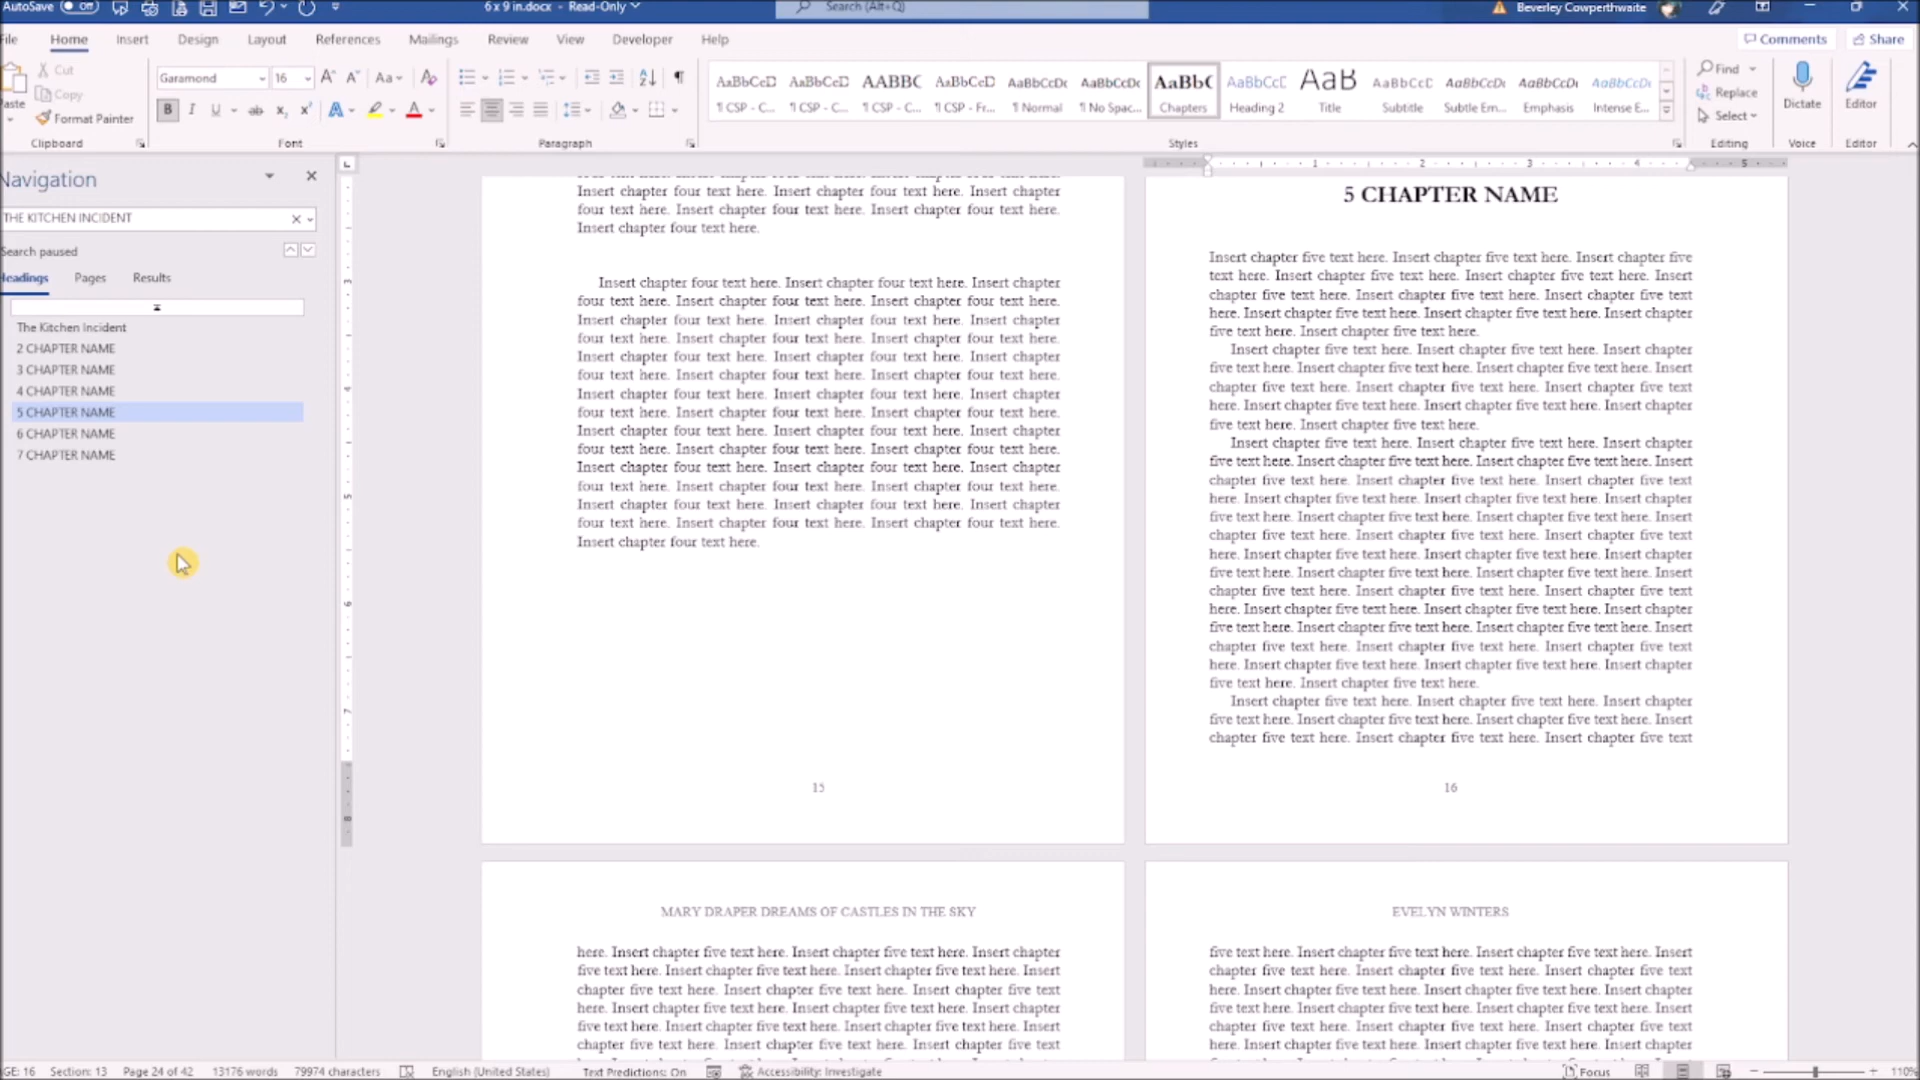 AutoSave Off 6 x 9 in.docx - Read-Only Search (Alt+Q) Beverley Cowperthwaite
File Home Insert Design Layout References Mailings Review View Developer Help Comments Share
Paste
Cut
Copy
Format Painter
Clipboard
Garamond 16
Font
Paragraph
AaBbCcD AaBbCcD AABBC AaBbCcD AaBbCcDc AaBbCcDc AaBbC AaBbCcC AaB AaBbCcD AaBbCcDc AaBbCcDc AaBbCcDc
¶ CSP - C... ¶ CSP - C... ¶ CSP - C... ¶ CSP - Fr... ¶ Normal ¶ No Spac... Chapters Heading 2 Title Subtitle Subtle Em... Emphasis Intense E...
Styles
Find
Replace
Select
Editing
Dictate
Voice
Editor
Editor
Navigation
THE KITCHEN INCIDENT
Search paused
Headings Pages Results
The Kitchen Incident
2 CHAPTER NAME
3 CHAPTER NAME
4 CHAPTER NAME
5 CHAPTER NAME
6 CHAPTER NAME
7 CHAPTER NAME
Insert chapter four text here. Insert chapter four text here. Insert chapter
four text here. Insert chapter four text here. Insert chapter four text here.
Insert chapter four text here.
Insert chapter four text here. Insert chapter four text here. Insert chapter
four text here. Insert chapter four text here. Insert chapter four text here.
Insert chapter four text here. Insert chapter four text here. Insert chapter
four text here. Insert chapter four text here. Insert chapter four text here.
Insert chapter four text here. Insert chapter four text here. Insert chapter
four text here. Insert chapter four text here. Insert chapter four text here.
Insert chapter four text here. Insert chapter four text here. Insert chapter
four text here. Insert chapter four text here. Insert chapter four text here.
Insert chapter four text here. Insert chapter four text here. Insert chapter
four text here. Insert chapter four text here. Insert chapter four text here.
Insert chapter four text here. Insert chapter four text here. Insert chapter
four text here. Insert chapter four text here. Insert chapter four text here.
Insert chapter four text here. Insert chapter four text here. Insert chapter
four text here. Insert chapter four text here. Insert chapter four text here.
Insert chapter four text here.
15
5 CHAPTER NAME
Insert chapter five text here. Insert chapter five text here. Insert chapter five
text here. Insert chapter five text here. Insert chapter five text here. Insert
chapter five text here. Insert chapter five text here. Insert chapter five text
here. Insert chapter five text here. Insert chapter five text here. Insert chapter
five text here. Insert chapter five text here.
Insert chapter five text here. Insert chapter five text here. Insert chapter
five text here. Insert chapter five text here. Insert chapter five text here. Insert
chapter five text here. Insert chapter five text here. Insert chapter five text
here. Insert chapter five text here. Insert chapter five text here. Insert chapter
five text here. Insert chapter five text here.
Insert chapter five text here. Insert chapter five text here. Insert chapter
five text here. Insert chapter five text here. Insert chapter five text here. Insert
chapter five text here. Insert chapter five text here. Insert chapter five text
here. Insert chapter five text here. Insert chapter five text here. Insert chapter
five text here. Insert chapter five text here. Insert chapter five text here. Insert
chapter five text here. Insert chapter five text here. Insert chapter five text
here. Insert chapter five text here. Insert chapter five text here. Insert chapter
five text here. Insert chapter five text here. Insert chapter five text here. Insert
chapter five text here. Insert chapter five text here. Insert chapter five text
here. Insert chapter five text here. Insert chapter five text here. Insert chapter
five text here. Insert chapter five text here. Insert chapter five text here. Insert
chapter five text here. Insert chapter five text here. Insert chapter five text
here. Insert chapter five text here. Insert chapter five text here. Insert chapter
five text here. Insert chapter five text here.
Insert chapter five text here. Insert chapter five text here. Insert chapter
five text here. Insert chapter five text here. Insert chapter five text here. Insert
chapter five text here. Insert chapter five text here. Insert chapter five text
16
MARY DRAPER DREAMS OF CASTLES IN THE SKY
here. Insert chapter five text here. Insert chapter five text here. Insert chapter
five text here. Insert chapter five text here. Insert chapter five text here. Insert
chapter five text here. Insert chapter five text here. Insert chapter five text
here. Insert chapter five text here. Insert chapter five text here. Insert chapter
five text here. Insert chapter five text here. Insert chapter five text here. Insert
chapter five text here. Insert chapter five text here. Insert chapter five text
EVELYN WINTERS
five text here. Insert chapter five text here. Insert chapter five text here. Insert
chapter five text here. Insert chapter five text here. Insert chapter five text
here. Insert chapter five text here. Insert chapter five text here. Insert chapter
five text here. Insert chapter five text here. Insert chapter five text here. Insert
chapter five text here. Insert chapter five text here. Insert chapter five text
here. Insert chapter five text here. Insert chapter five text here. Insert chapter
GE: 16 Section: 13 Page 24 of 42 13176 words 79974 characters English (United States) Text Predictions: On Accessibility: Investigate Focus 110%